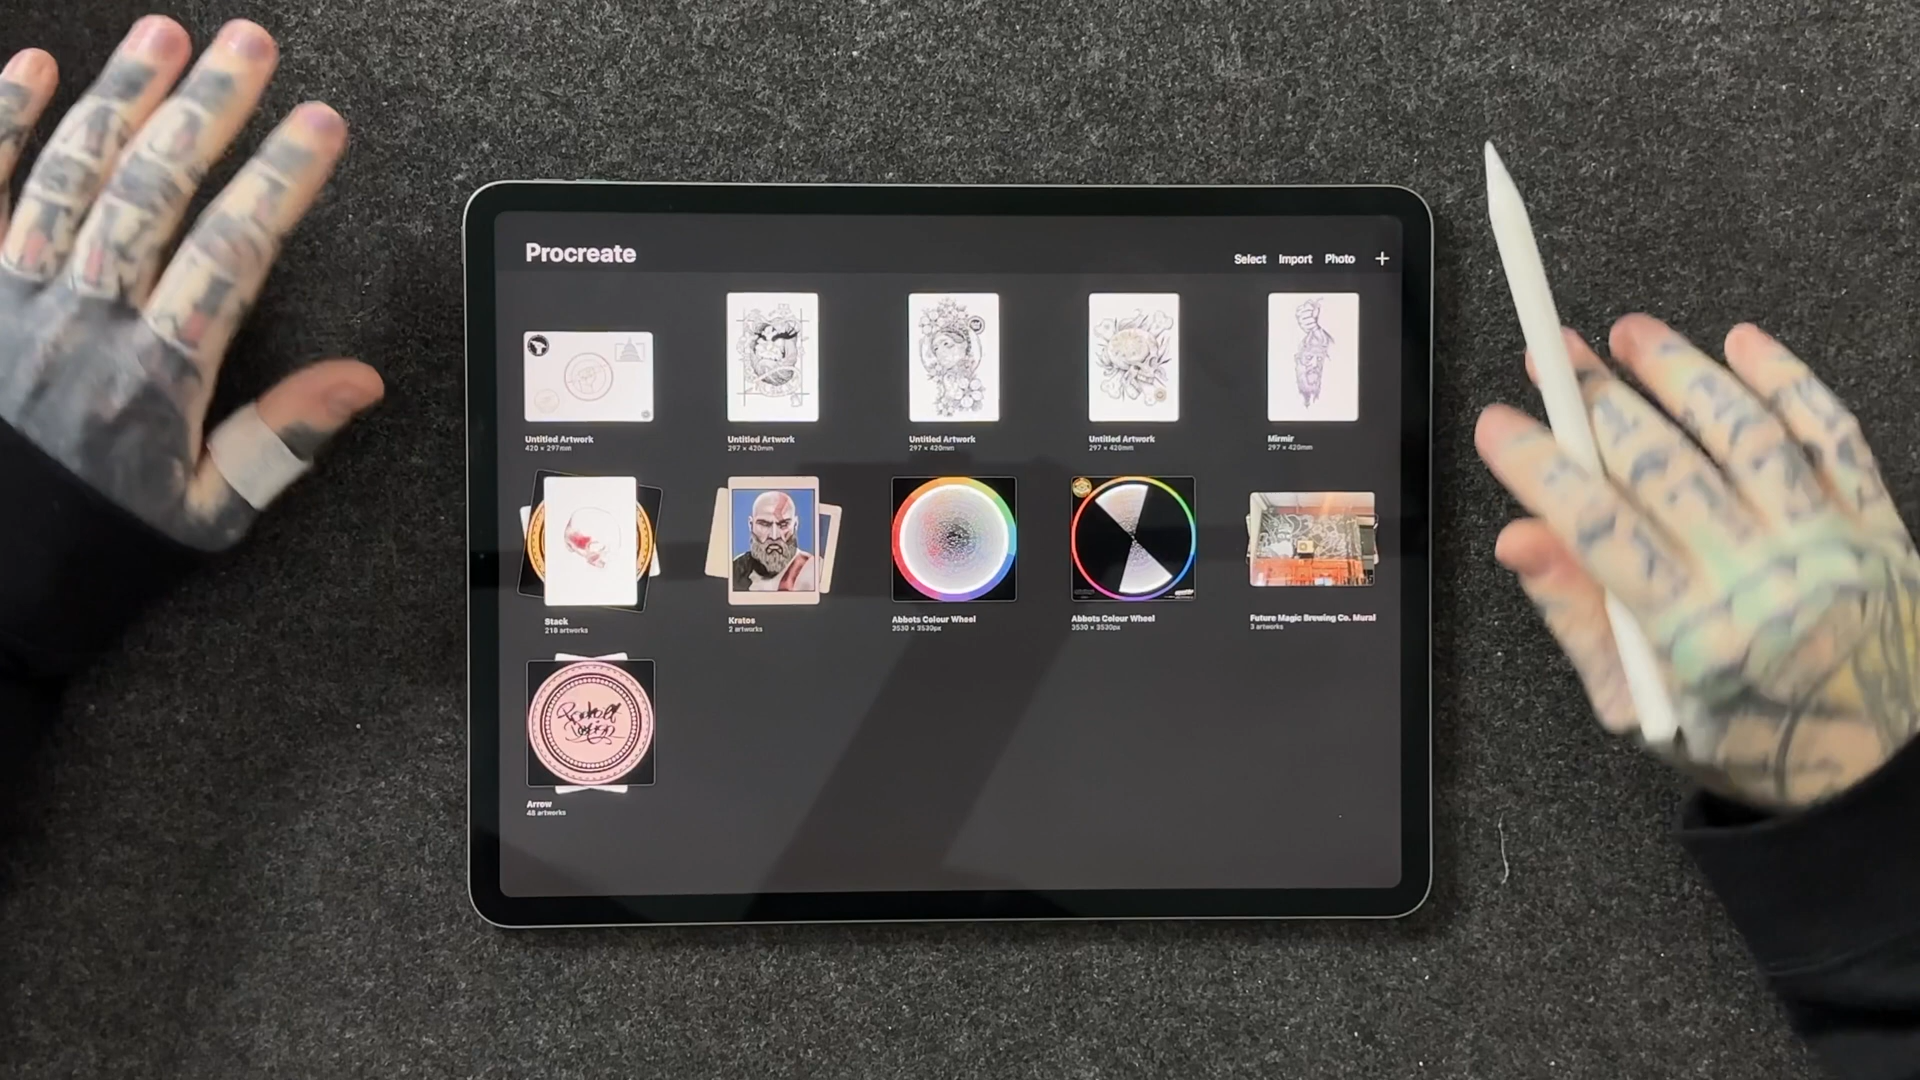 Procreate
Select Import Photo +
Untitled Artwork
420 × 297mm
Untitled Artwork
297 × 420mm
Untitled Artwork
297 × 420mm
Untitled Artwork
297 × 420mm
Mirmir
297 × 420mm
Stack
218 artworks
Kratos
2 artworks
Abbots Colour Wheel
3530 × 3530px
Abbots Colour Wheel
3530 × 3530px
Future Magic Brewing Co. Mural
3 artworks
Arrow
48 artworks